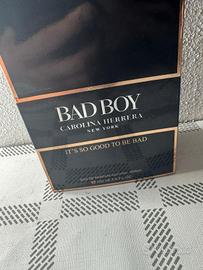 BAD BOY
CAROLINA HERRERA
NEW YORK
IT'S SO GOOD TO BE BAD